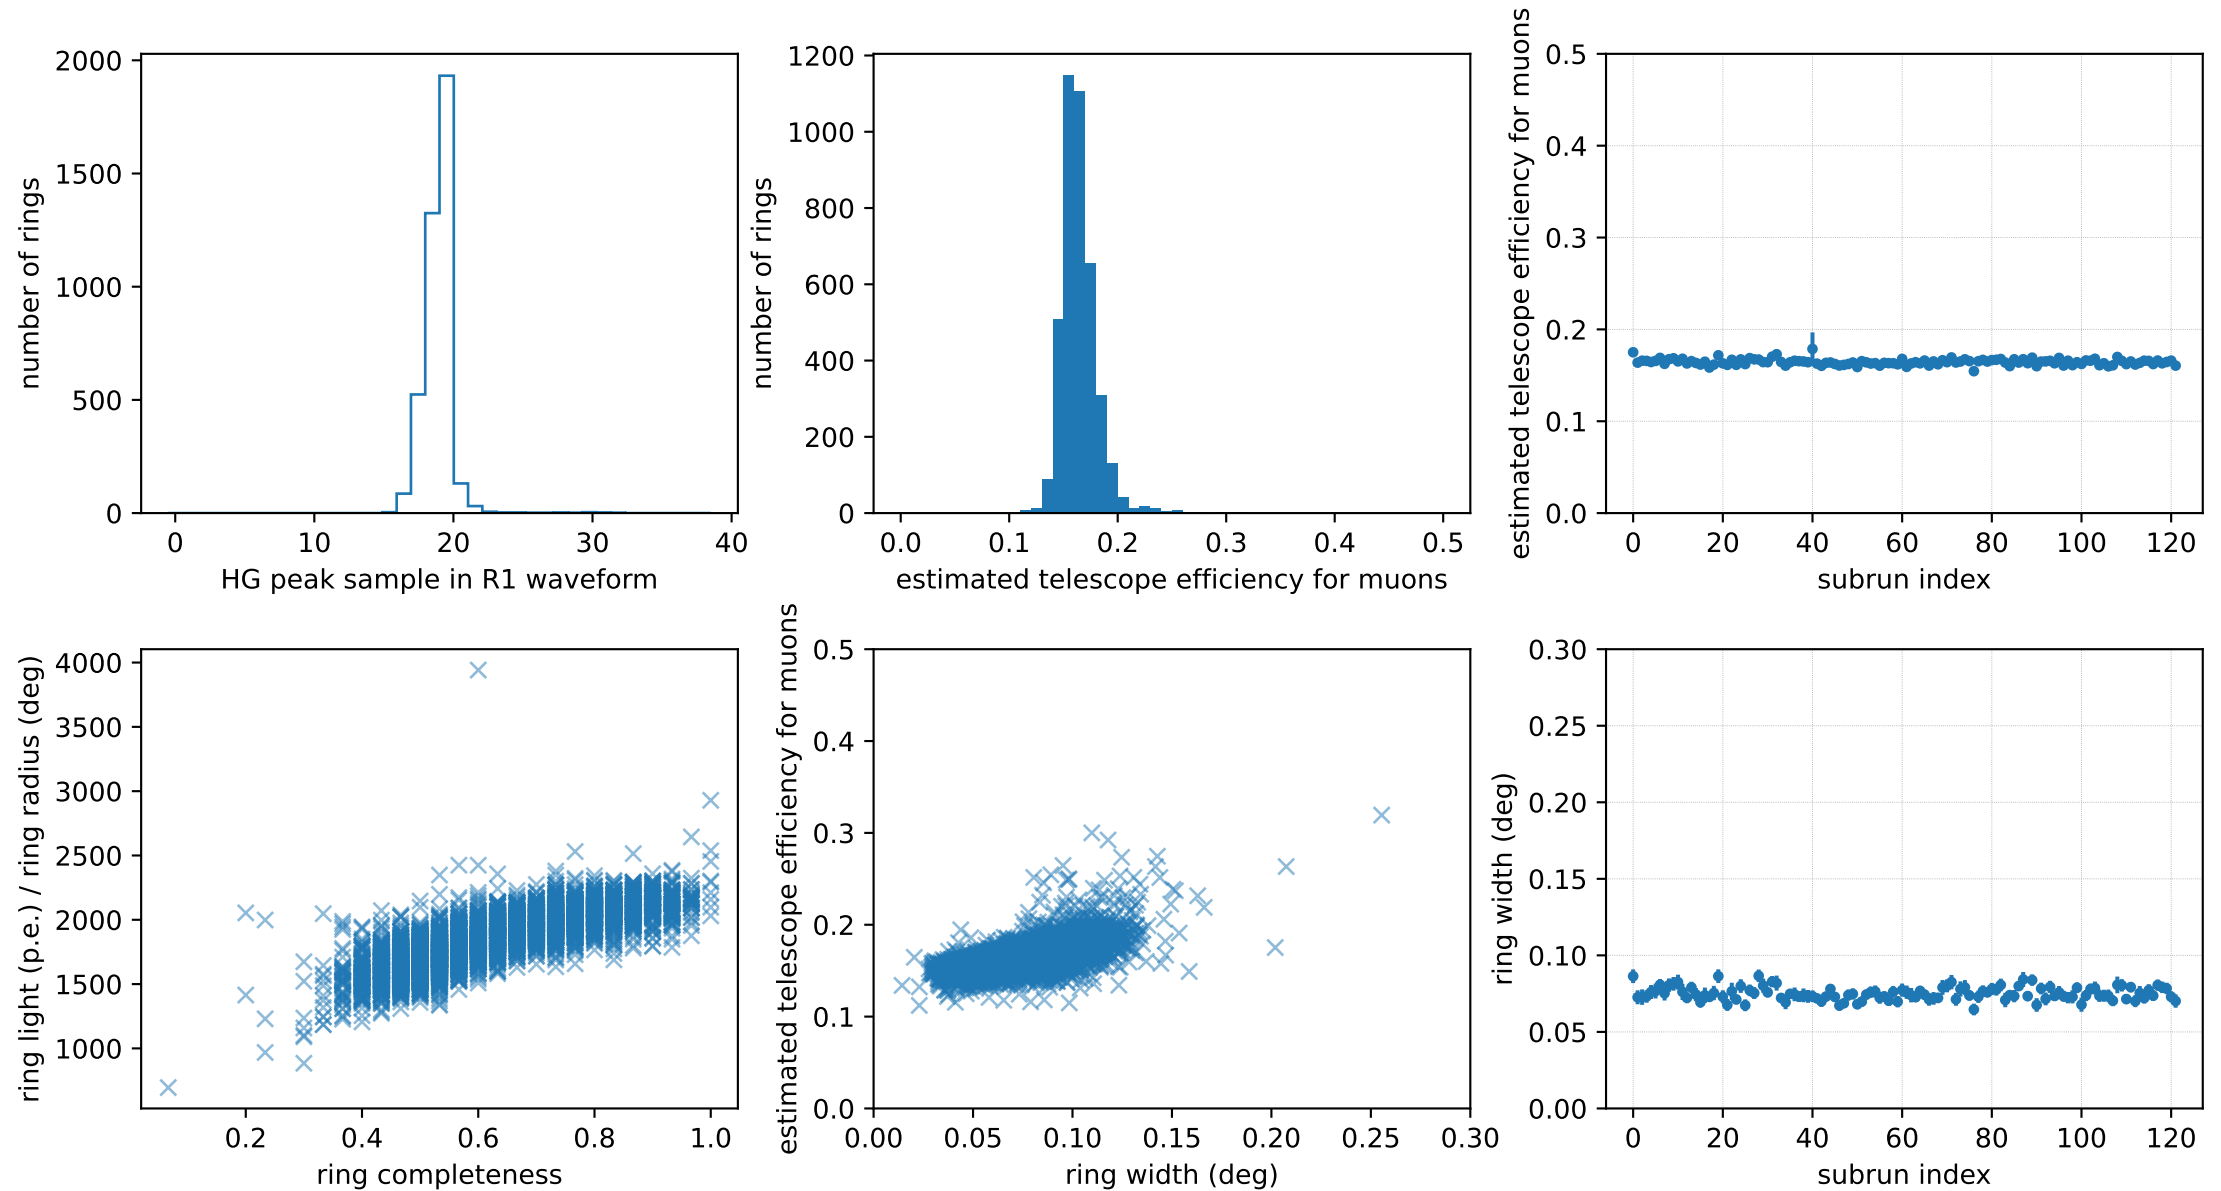 2000
1500
1000
500
0
number of rings
0 10 20 30 40
HG peak sample in R1 waveform
1200
1000
800
600
400
200
0
number of rings
0.0 0.1 0.2 0.3 0.4 0.5
estimated telescope efficiency for muons
0.5
0.4
0.3
0.2
0.1
0.0
estimated telescope efficiency for muons
0 20 40 60 80 100 120
subrun index
4000
3500
3000
2500
2000
1500
1000
ring light (p.e.) / ring radius (deg)
0.2 0.4 0.6 0.8 1.0
ring completeness
0.5
0.4
0.3
0.2
0.1
0.0
estimated telescope efficiency for muons
0.00 0.05 0.10 0.15 0.20 0.25 0.30
ring width (deg)
0.30
0.25
0.20
0.15
0.10
0.05
0.00
ring width (deg)
0 20 40 60 80 100 120
subrun index